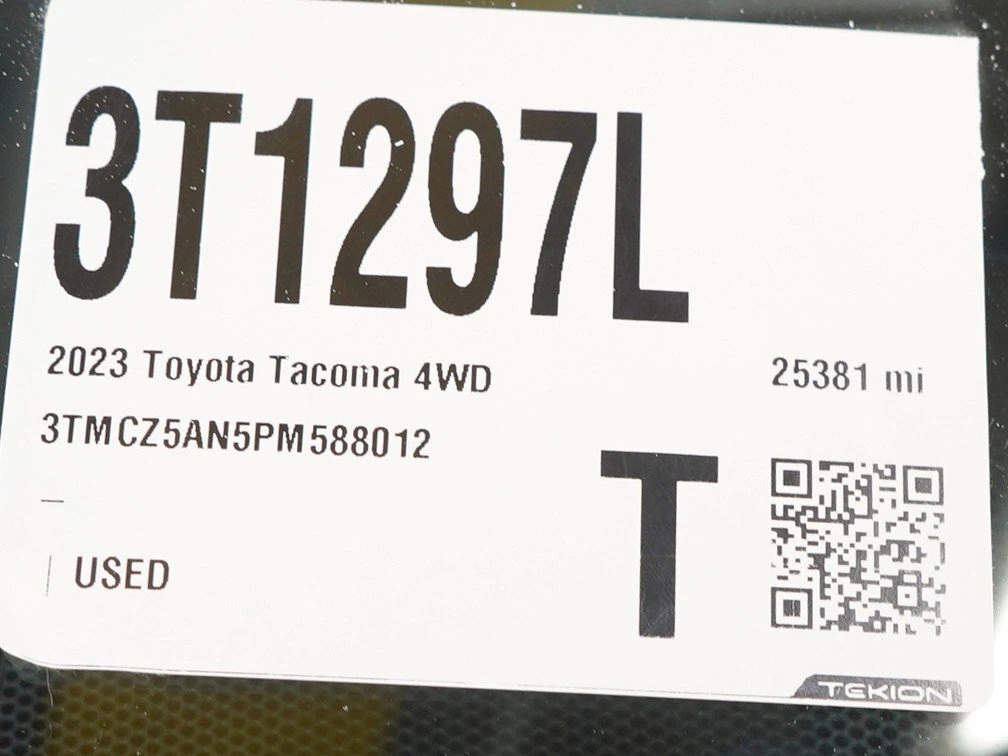 3T1297L
2023 Toyota Tacoma 4WD 25381 mi
3TMCZ5AN5PM588012
T
USED
TEKION